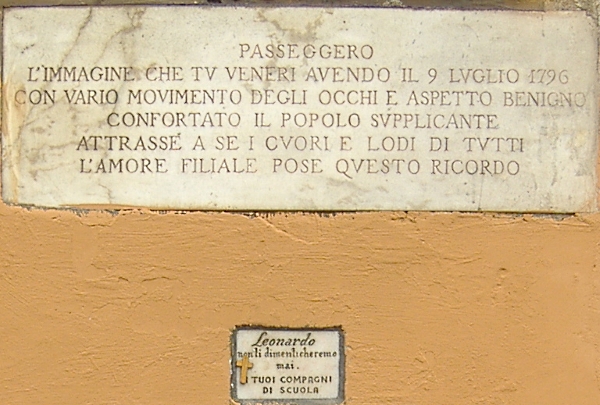 PASSEGGERO
L'IMMAGINE CHE TV VENERI AVENDO IL 9 LVGLIO 1796
CON VARIO MOVIMENTO DEGLI OCCHI E ASPETTO BENIGNO
CONFORTATO IL POPOLO SVPPLICANTE
ATTRASSE A SE I CVORI E LODI DI TVTTI
L'AMORE FILIALE POSE QVESTO RICORDO
Leonardo
non ti dimenticheremo
mai.
I TUOI COMPAGNI
DI SCUOLA